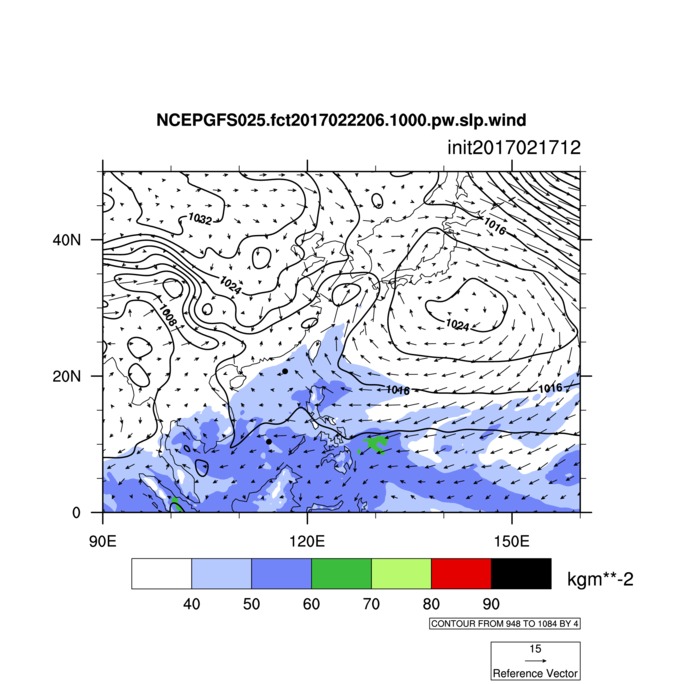 NCEPGFS025.fct2017022206.1000.pw.slp.wind
init2017021712
1032
1016
40N
1024
1008
1024
20N
1016
1016
10N
0
90E
120E
150E
40 50 60 70 80 90
kgm**-2
CONTOUR FROM 948 TO 1084 BY 4
15
Reference Vector